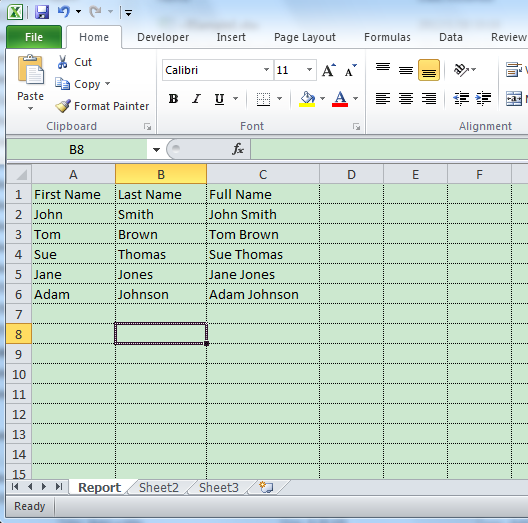 File Home Developer Insert Page Layout Formulas Data Review
Paste
Cut
Copy
Format Painter
Clipboard
Calibri 11 A A
B I U A
Font
Alignment
B8 fx
A B C D E F
1 First Name Last Name Full Name
2 John Smith John Smith
3 Tom Brown Tom Brown
4 Sue Thomas Sue Thomas
5 Jane Jones Jane Jones
6 Adam Johnson Adam Johnson
7
8
9
10
11
12
13
14
15
Report Sheet2 Sheet3
Ready